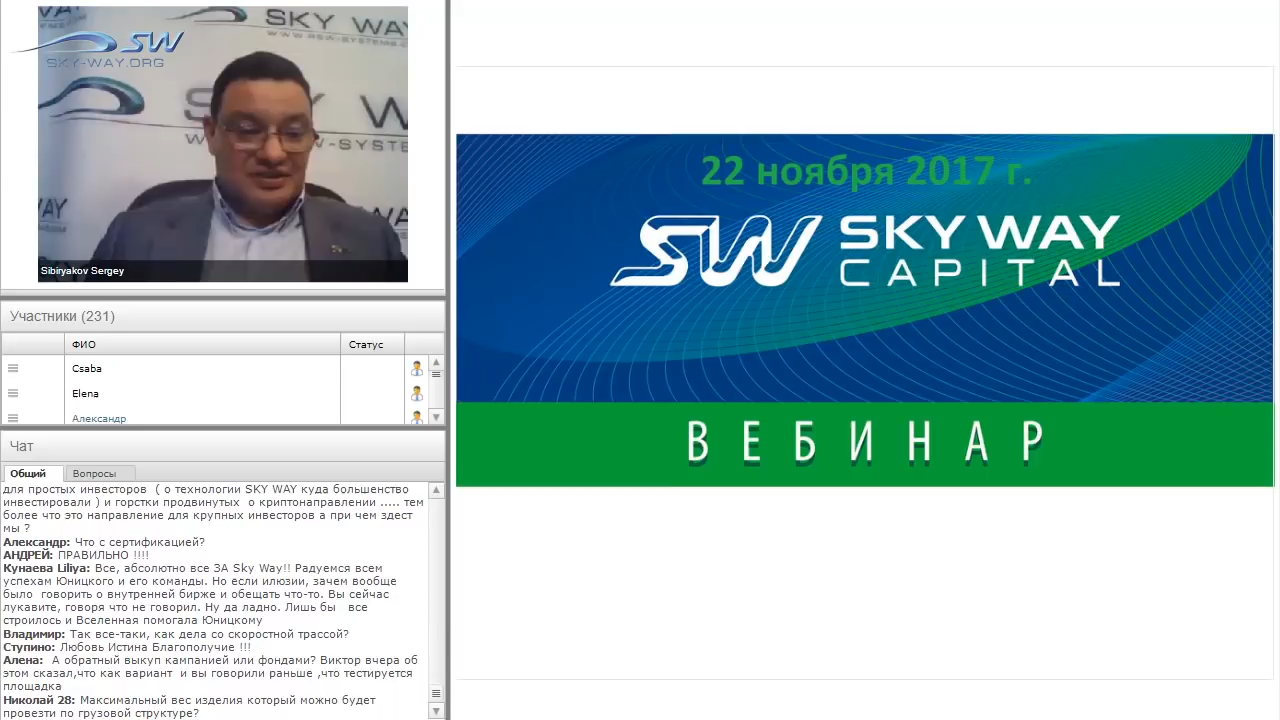 SKY WAY
WWW.RSW-SYSTEMS.C
SW
SKY-WAY.ORG
SKY W
W-SYSTE
WAY
Sibiryakov Sergey
Участники (231)
ФИО
Статус
Csaba
Elena
Александр
Чат
Общий
Вопросы
для простых инвесторов ( о технологии SKY WAY куда большенство
инвестировали ) и горстки продвинутых о криптонаправлении ..... тем
более что это направление для крупных инвесторов а при чем здест
мы ?
Александр: Что с сертификацией?
АНДРЕЙ: ПРАВИЛЬНО !!!!
Кунаева Liliya: Все, абсолютно все ЗА Sky Way!! Радуемся всем
успехам Юницкого и его команды. Но если илюзии, зачем вообще
было говорить о внутренней бирже и обещать что-то. Вы сейчас
лукавите, говоря что не говорил. Ну да ладно. Лишь бы все
строилось и Вселенная помогала Юницкому
Владимир: Так все-таки, как дела со скоростной трассой?
Ступино: Любовь Истина Благополучие !!!
Алена: А обратный выкуп кампанией или фондами? Виктор вчера об
этом сказал,что как вариант и вы говорили раньше ,что тестируется
площадка
Николай 28: Максимальный вес изделия который можно будет
провезти по грузовой структуре?
22 ноября 2017 г.
SW SKY WAY
CAPITAL
ВЕБИНАР